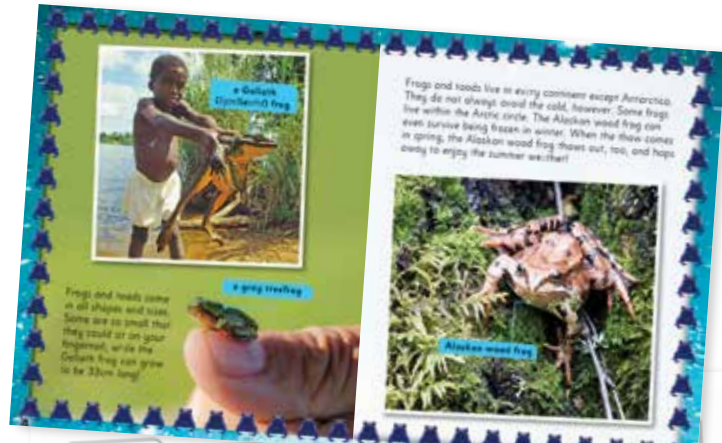 a Goliath
frog
Frogs and toads come
in all shapes and sizes.
Some are so small that
they could sit on your
fingernail, while the
Goliath frog can grow
to be 33cm long!
a grey treefrog
Frogs and toads live in every continent except Antarctica.
They do not always avoid the cold, however. Some frogs
live within the Arctic circle. The Alaskan wood frog can
even survive being frozen in winter. When the thaw comes
in spring, the Alaskan wood frog thaws out, too, and hops
away to enjoy the summer weather!
Alaskan wood frog